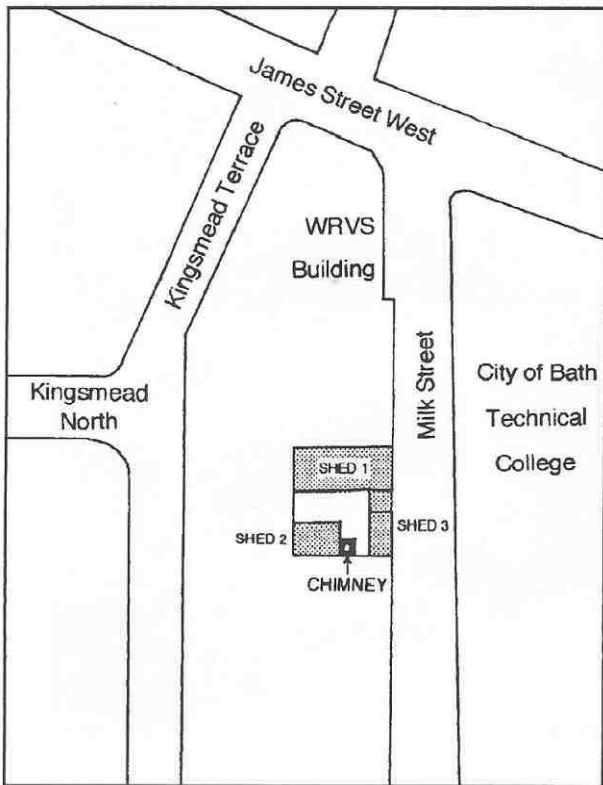 James Street West
Kingsmead Terrace
WRVS
Building
Kingsmead
North
Milk Street
City of Bath
Technical
College
SHED 1
SHED 2
SHED 3
CHIMNEY